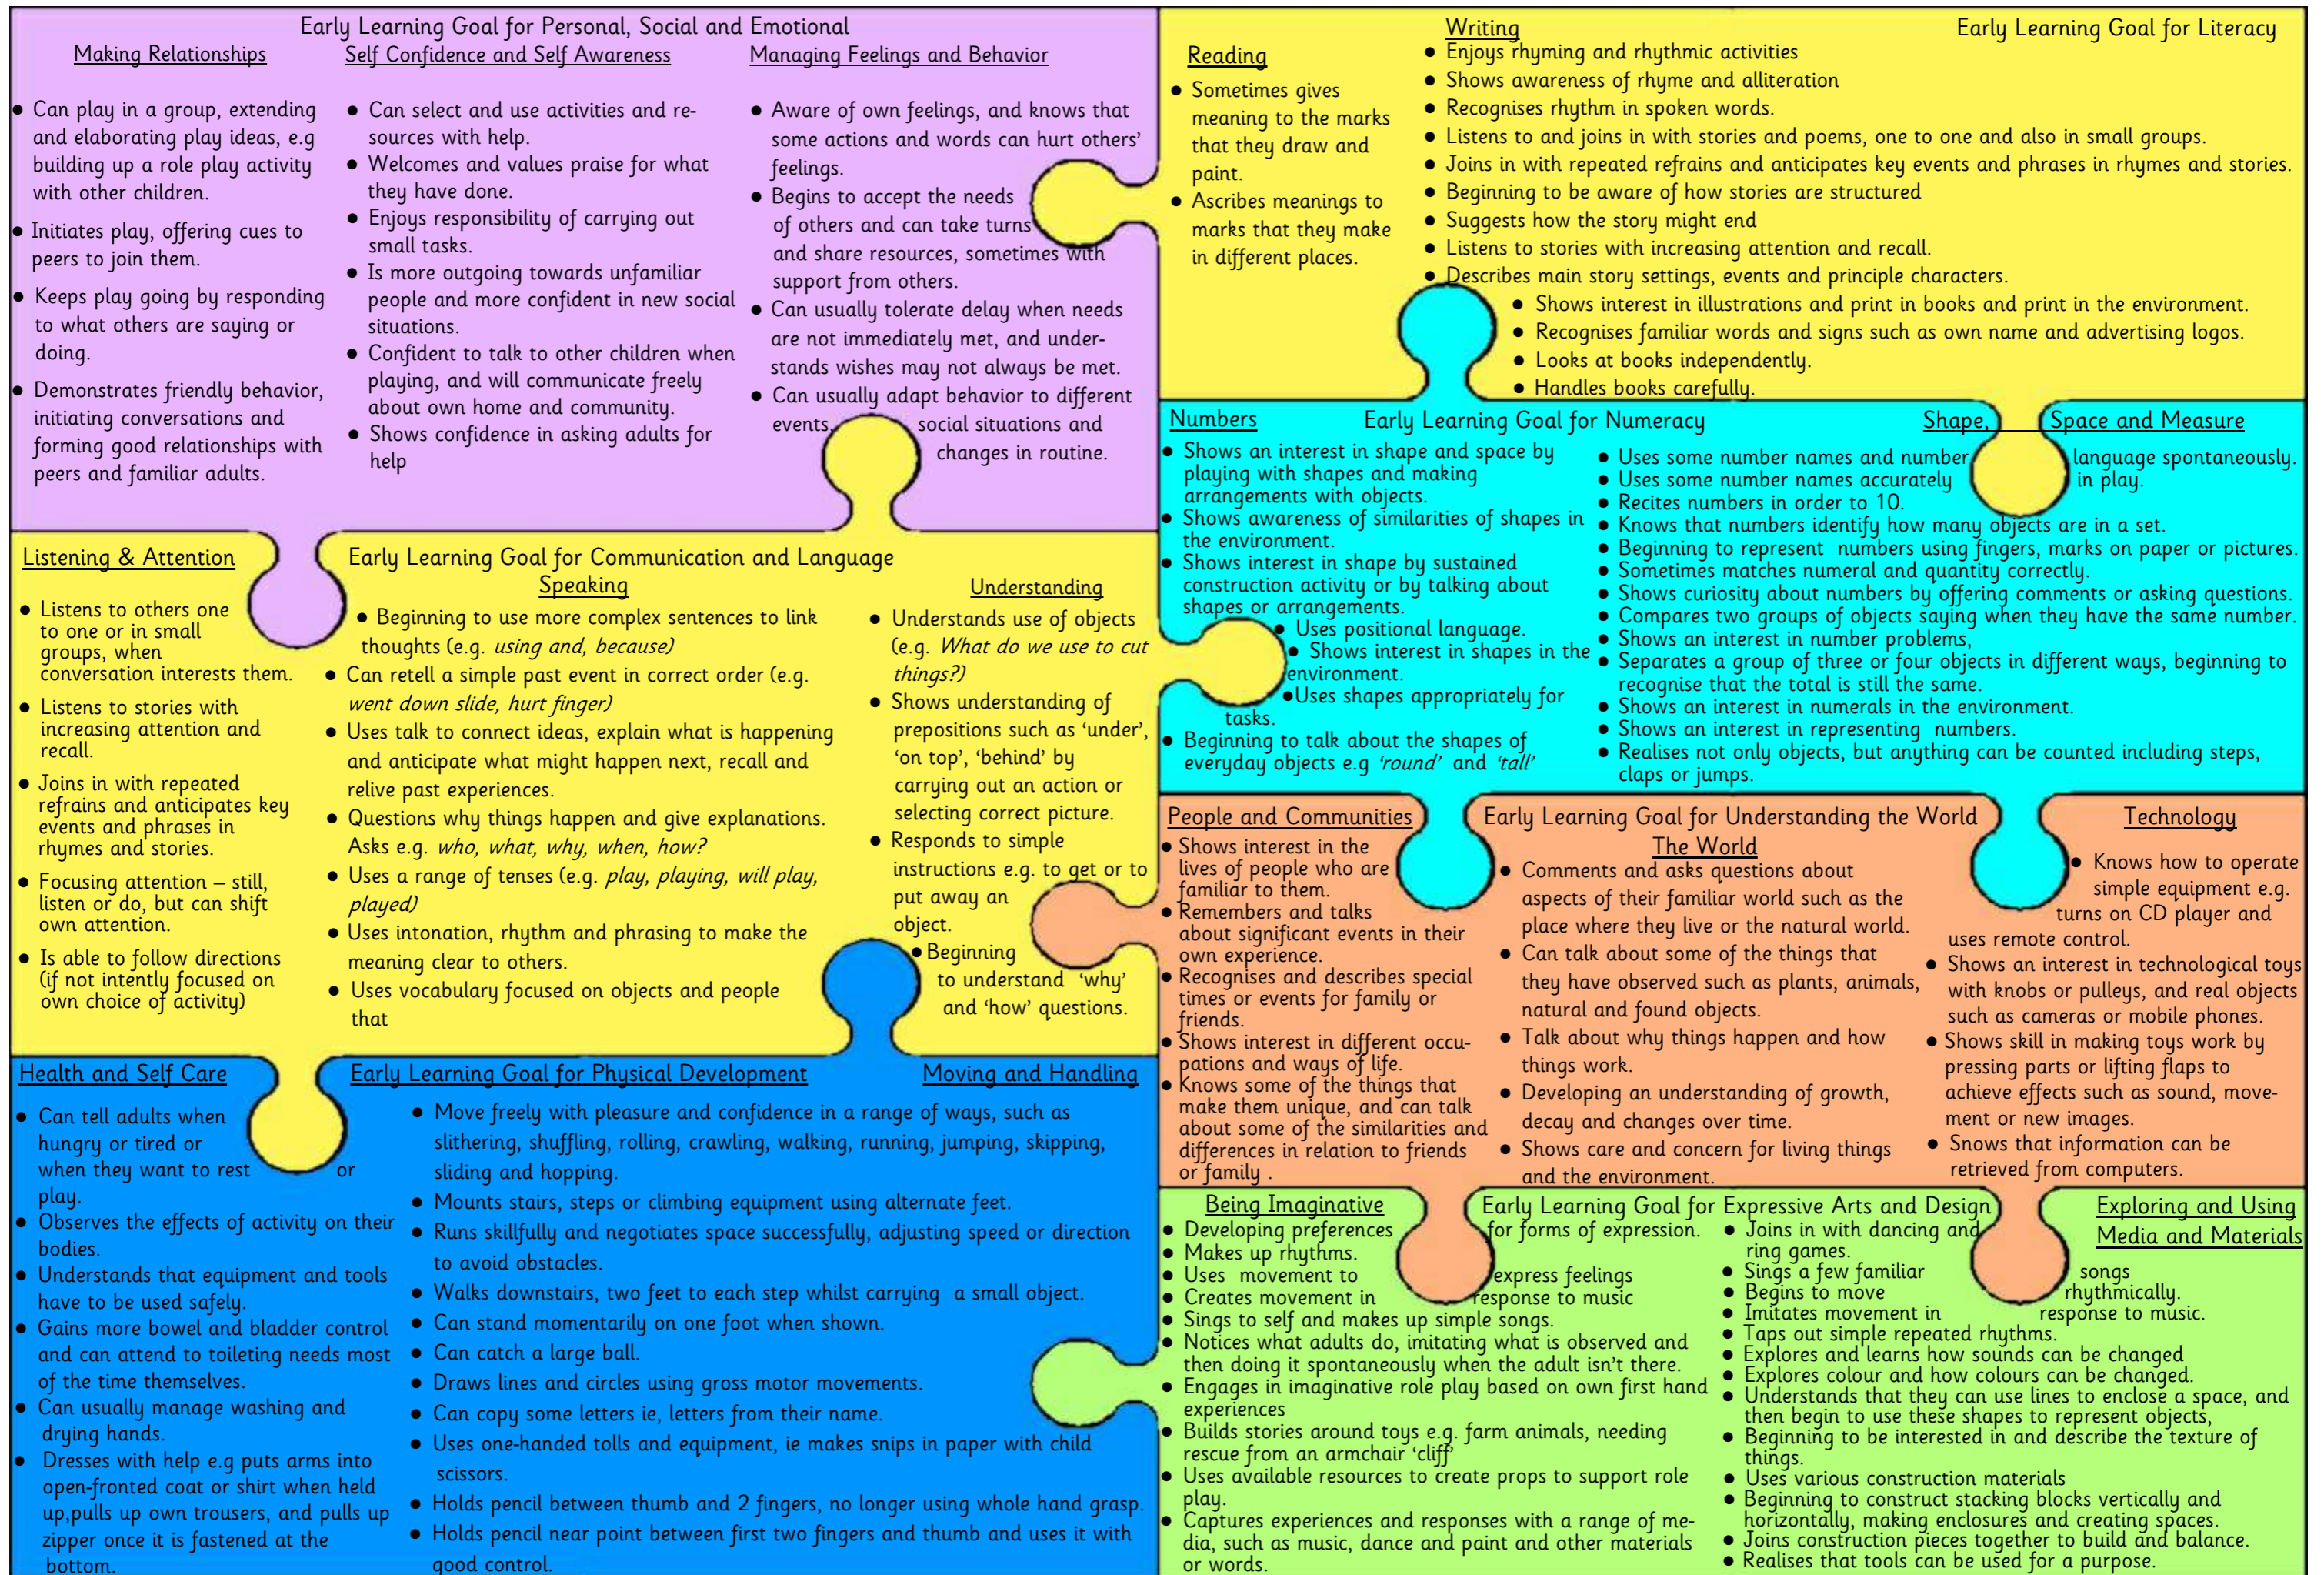 Early Learning Goal for Personal, Social and Emotional
Making Relationships
● Can play in a group, extending
and elaborating play ideas, e.g
building up a role play activity
with other children.
● Initiates play, offering cues to
peers to join them.
● Keeps play going by responding
to what others are saying or
doing.
● Demonstrates friendly behavior,
initiating conversations and
forming good relationships with
peers and familiar adults.
Self Confidence and Self Awareness
● Can select and use activities and re-
sources with help.
● Welcomes and values praise for what
they have done.
● Enjoys responsibility of carrying out
small tasks.
● Is more outgoing towards unfamiliar
people and more confident in new social
situations.
● Confident to talk to other children when
playing, and will communicate freely
about own home and community.
● Shows confidence in asking adults for
help
Managing Feelings and Behavior
● Aware of own feelings, and knows that
some actions and words can hurt others’
feelings.
● Begins to accept the needs
of others and can take turns
and share resources, sometimes with
support from others.
● Can usually tolerate delay when needs
are not immediately met, and under-
stands wishes may not always be met.
● Can usually adapt behavior to different
events, social situations and
changes in routine.
Early Learning Goal for Literacy
Reading
● Sometimes gives
meaning to the marks
that they draw and
paint.
● Ascribes meanings to
marks that they make
in different places.
Writing
● Enjoys rhyming and rhythmic activities
● Shows awareness of rhyme and alliteration
● Recognises rhythm in spoken words.
● Listens to and joins in with stories and poems, one to one and also in small groups.
● Joins in with repeated refrains and anticipates key events and phrases in rhymes and stories.
● Beginning to be aware of how stories are structured
● Suggests how the story might end
● Listens to stories with increasing attention and recall.
● Describes main story settings, events and principle characters.
● Shows interest in illustrations and print in books and print in the environment.
● Recognises familiar words and signs such as own name and advertising logos.
● Looks at books independently.
● Handles books carefully.
Early Learning Goal for Numeracy
Numbers
● Shows an interest in shape and space by
playing with shapes and making
arrangements with objects.
● Shows awareness of similarities of shapes in
the environment.
● Shows interest in shape by sustained
construction activity or by talking about
shapes or arrangements.
● Uses positional language.
● Shows interest in shapes in the
environment.
●Uses shapes appropriately for
tasks.
● Beginning to talk about the shapes of
everyday objects e.g ‘round’ and ‘tall’
Shape, Space and Measure
● Uses some number names and number language spontaneously.
● Uses some number names accurately in play.
● Recites numbers in order to 10.
● Knows that numbers identify how many objects are in a set.
● Beginning to represent numbers using fingers, marks on paper or pictures.
● Sometimes matches numeral and quantity correctly.
● Shows curiosity about numbers by offering comments or asking questions.
● Compares two groups of objects saying when they have the same number.
● Shows an interest in number problems,
● Separates a group of three or four objects in different ways, beginning to
recognise that the total is still the same.
● Shows an interest in numerals in the environment.
● Shows an interest in representing numbers.
● Realises not only objects, but anything can be counted including steps,
claps or jumps.
Early Learning Goal for Communication and Language
Listening & Attention
● Listens to others one
to one or in small
groups, when
conversation interests them.
● Listens to stories with
increasing attention and
recall.
● Joins in with repeated
refrains and anticipates key
events and phrases in
rhymes and stories.
● Focusing attention – still,
listen or do, but can shift
own attention.
● Is able to follow directions
(if not intently focused on
own choice of activity)
Speaking
● Beginning to use more complex sentences to link
thoughts (e.g. using and, because)
● Can retell a simple past event in correct order (e.g.
went down slide, hurt finger)
● Uses talk to connect ideas, explain what is happening
and anticipate what might happen next, recall and
relive past experiences.
● Questions why things happen and give explanations.
Asks e.g. who, what, why, when, how?
● Uses a range of tenses (e.g. play, playing, will play,
played)
● Uses intonation, rhythm and phrasing to make the
meaning clear to others.
● Uses vocabulary focused on objects and people
that
Understanding
● Understands use of objects
(e.g. What do we use to cut
things?)
● Shows understanding of
prepositions such as ‘under’,
‘on top’, ‘behind’ by
carrying out an action or
selecting correct picture.
● Responds to simple
instructions e.g. to get or to
put away an
object.
● Beginning
to understand ‘why’
and ‘how’ questions.
Early Learning Goal for Understanding the World
People and Communities
● Shows interest in the
lives of people who are
familiar to them.
● Remembers and talks
about significant events in their
own experience.
● Recognises and describes special
times or events for family or
friends.
● Shows interest in different occu-
pations and ways of life.
● Knows some of the things that
make them unique, and can talk
about some of the similarities and
differences in relation to friends
or family .
The World
● Comments and asks questions about
aspects of their familiar world such as the
place where they live or the natural world.
● Can talk about some of the things that
they have observed such as plants, animals,
natural and found objects.
● Talk about why things happen and how
things work.
● Developing an understanding of growth,
decay and changes over time.
● Shows care and concern for living things
and the environment.
Technology
● Knows how to operate
simple equipment e.g.
turns on CD player and
uses remote control.
● Shows an interest in technological toys
with knobs or pulleys, and real objects
such as cameras or mobile phones.
● Shows skill in making toys work by
pressing parts or lifting flaps to
achieve effects such as sound, move-
ment or new images.
● Snows that information can be
retrieved from computers.
Early Learning Goal for Physical Development
Health and Self Care
● Can tell adults when
hungry or tired or
when they want to rest or
play.
● Observes the effects of activity on their
bodies.
● Understands that equipment and tools
have to be used safely.
● Gains more bowel and bladder control
and can attend to toileting needs most
of the time themselves.
● Can usually manage washing and
drying hands.
● Dresses with help e.g puts arms into
open-fronted coat or shirt when held
up,pulls up own trousers, and pulls up
zipper once it is fastened at the
bottom.
Moving and Handling
● Move freely with pleasure and confidence in a range of ways, such as
slithering, shuffling, rolling, crawling, walking, running, jumping, skipping,
sliding and hopping.
● Mounts stairs, steps or climbing equipment using alternate feet.
● Runs skillfully and negotiates space successfully, adjusting speed or direction
to avoid obstacles.
● Walks downstairs, two feet to each step whilst carrying a small object.
● Can stand momentarily on one foot when shown.
● Can catch a large ball.
● Draws lines and circles using gross motor movements.
● Can copy some letters ie, letters from their name.
● Uses one-handed tolls and equipment, ie makes snips in paper with child
scissors.
● Holds pencil between thumb and 2 fingers, no longer using whole hand grasp.
● Holds pencil near point between first two fingers and thumb and uses it with
good control.
Early Learning Goal for Expressive Arts and Design
Being Imaginative
● Developing preferences for forms of expression.
● Makes up rhythms.
● Uses movement to express feelings
● Creates movement in response to music
● Sings to self and makes up simple songs.
● Notices what adults do, imitating what is observed and
then doing it spontaneously when the adult isn’t there.
● Engages in imaginative role play based on own first hand
experiences
● Builds stories around toys e.g. farm animals, needing
rescue from an armchair ‘cliff’
● Uses available resources to create props to support role
play.
● Captures experiences and responses with a range of me-
dia, such as music, dance and paint and other materials
or words.
Exploring and Using
Media and Materials
● Joins in with dancing and
ring games.
● Sings a few familiar songs
● Begins to move rhythmically.
● Imitates movement in response to music.
● Taps out simple repeated rhythms.
● Explores and learns how sounds can be changed
● Explores colour and how colours can be changed.
● Understands that they can use lines to enclose a space, and
then begin to use these shapes to represent objects,
● Beginning to be interested in and describe the texture of
things.
● Uses various construction materials
● Beginning to construct stacking blocks vertically and
horizontally, making enclosures and creating spaces.
● Joins construction pieces together to build and balance.
● Realises that tools can be used for a purpose.